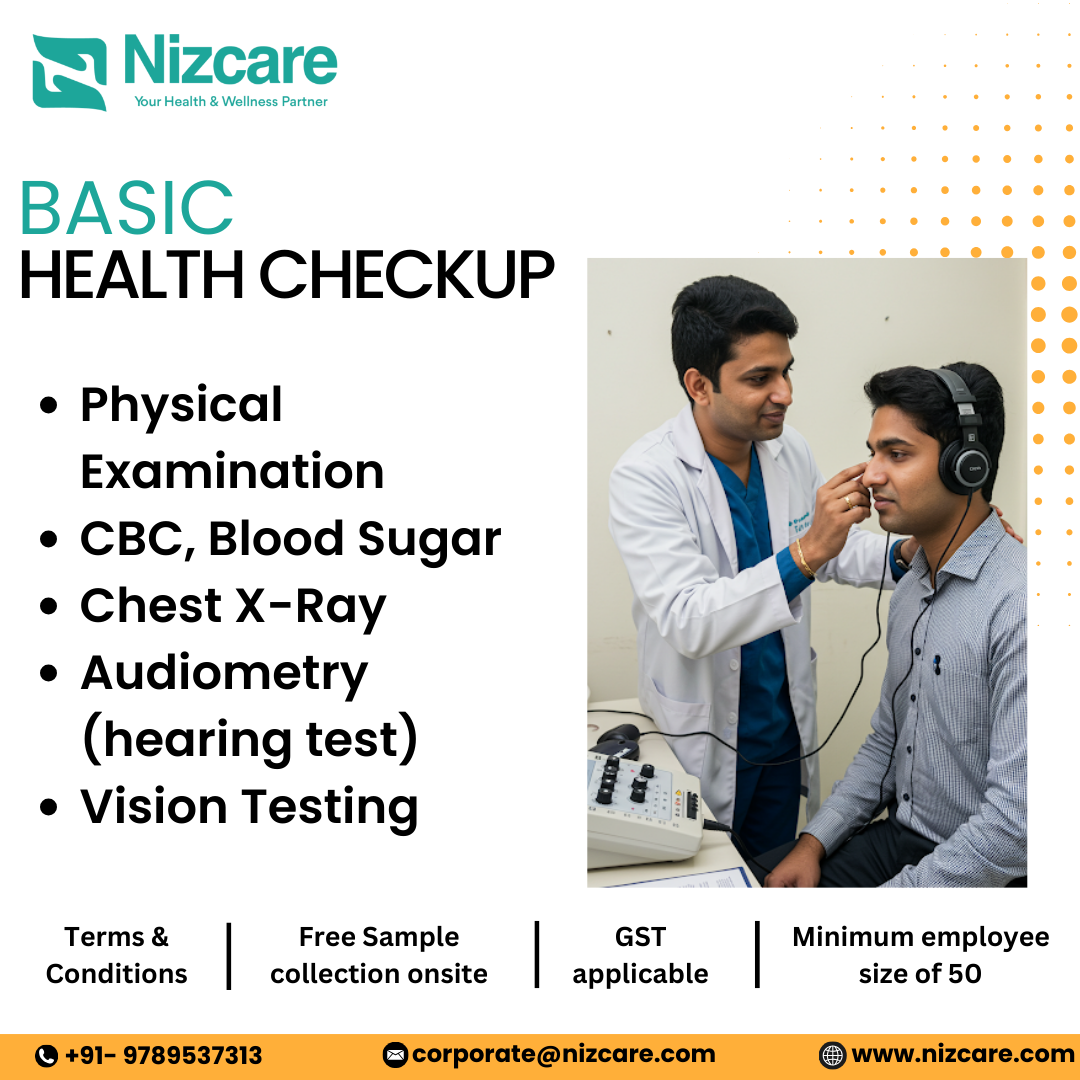 Nizcare
Your Health & Wellness Partner
BASIC
HEALTH CHECKUP
Physical
Examination
CBC, Blood Sugar
Chest X-Ray
Audiometry
(hearing test)
Vision Testing
Terms &
Conditions
Free Sample
collection onsite
GST
applicable
Minimum employee
size of 50
+91- 9789537313
corporate@nizcare.com
www.nizcare.com